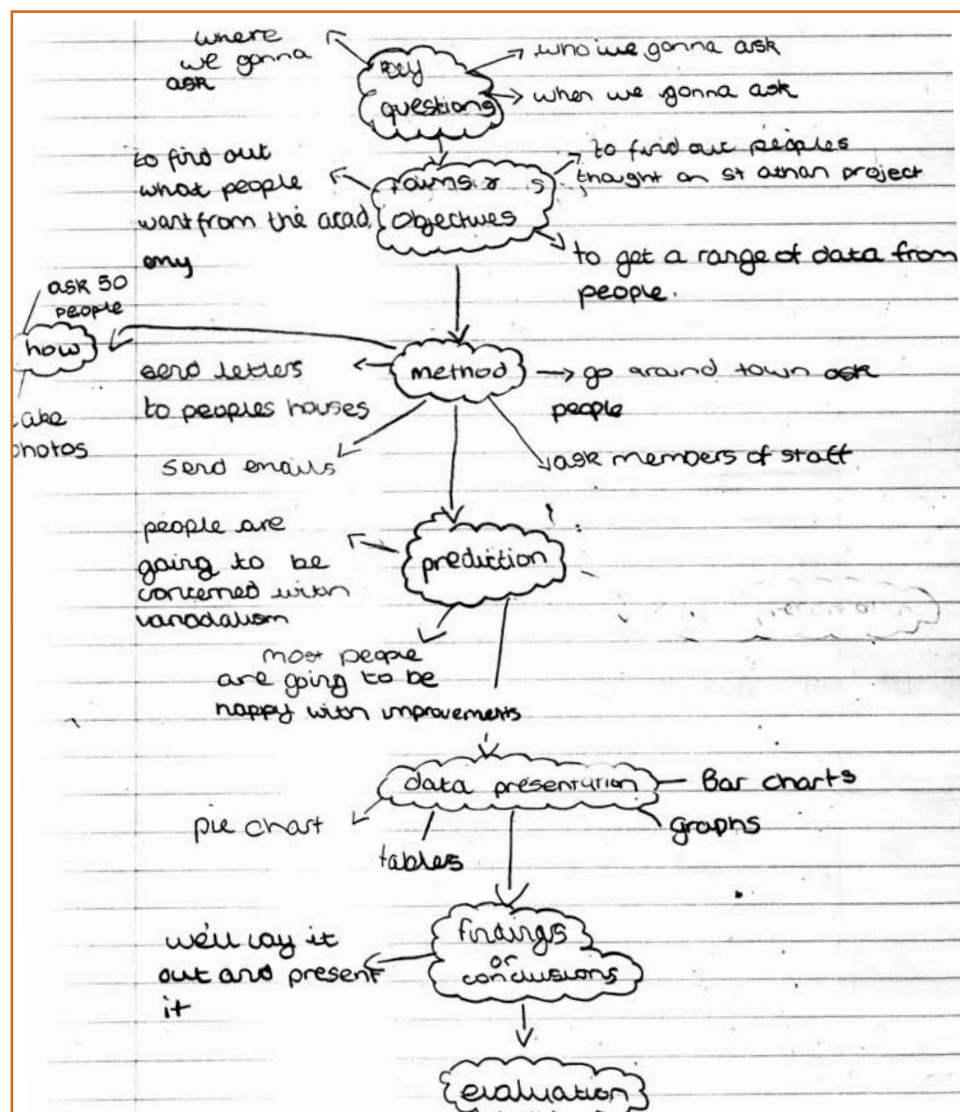 where
we gonna
ask
key
questions
who we gonna ask
when we gonna ask
to find out
what people
want from the acad
emy
objectives
to find out peoples
thought on st athan project
to get a range of data from
people.
ask 50
people
how
photos
method
send letters
to peoples houses
send emails
go around town ask
people
ask members of staff
prediction
people are
going to be
concerned with
vanadalism
most people
are going to be
happy with improvements
data presentation
Bar charts
graphs
pie chart
tables
findings
or
conclusions
we'll lay it
out and present
it
evaluation